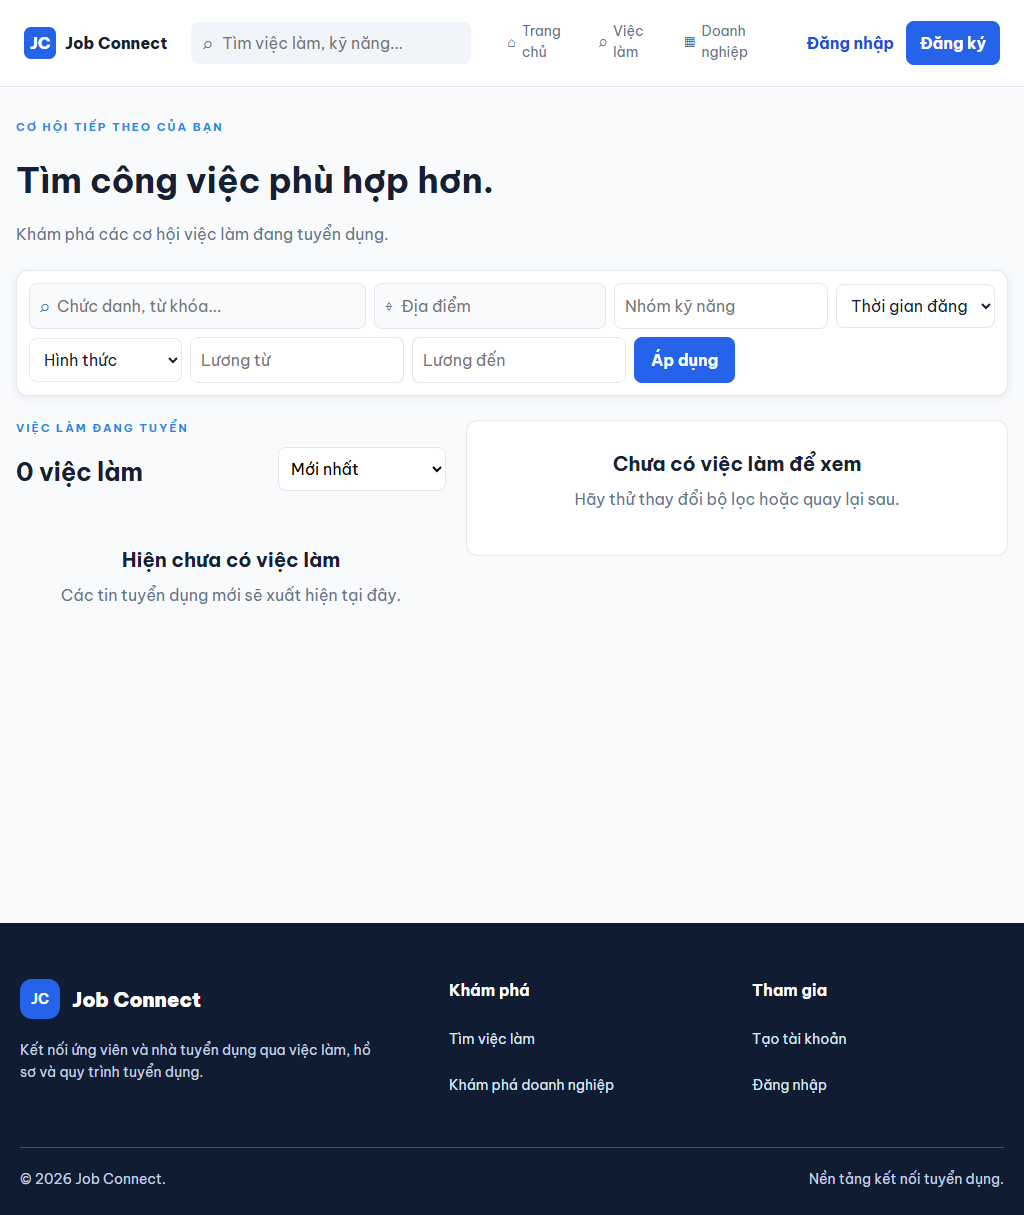 JC Job Connect
Tìm việc làm, kỹ năng...
Trang chủ
Việc làm
Doanh nghiệp
Đăng nhập
Đăng ký
CƠ HỘI TIẾP THEO CỦA BẠN
Tìm công việc phù hợp hơn.
Khám phá các cơ hội việc làm đang tuyển dụng.
Chức danh, từ khóa...
Địa điểm
Nhóm kỹ năng
Thời gian đăng
Hình thức
Lương từ
Lương đến
Áp dụng
VIỆC LÀM ĐANG TUYỂN
0 việc làm
Mới nhất
Hiện chưa có việc làm
Các tin tuyển dụng mới sẽ xuất hiện tại đây.
Chưa có việc làm để xem
Hãy thử thay đổi bộ lọc hoặc quay lại sau.
JC Job Connect
Kết nối ứng viên và nhà tuyển dụng qua việc làm, hồ
sơ và quy trình tuyển dụng.
Khám phá
Tìm việc làm
Khám phá doanh nghiệp
Tham gia
Tạo tài khoản
Đăng nhập
© 2026 Job Connect.
Nền tảng kết nối tuyển dụng.